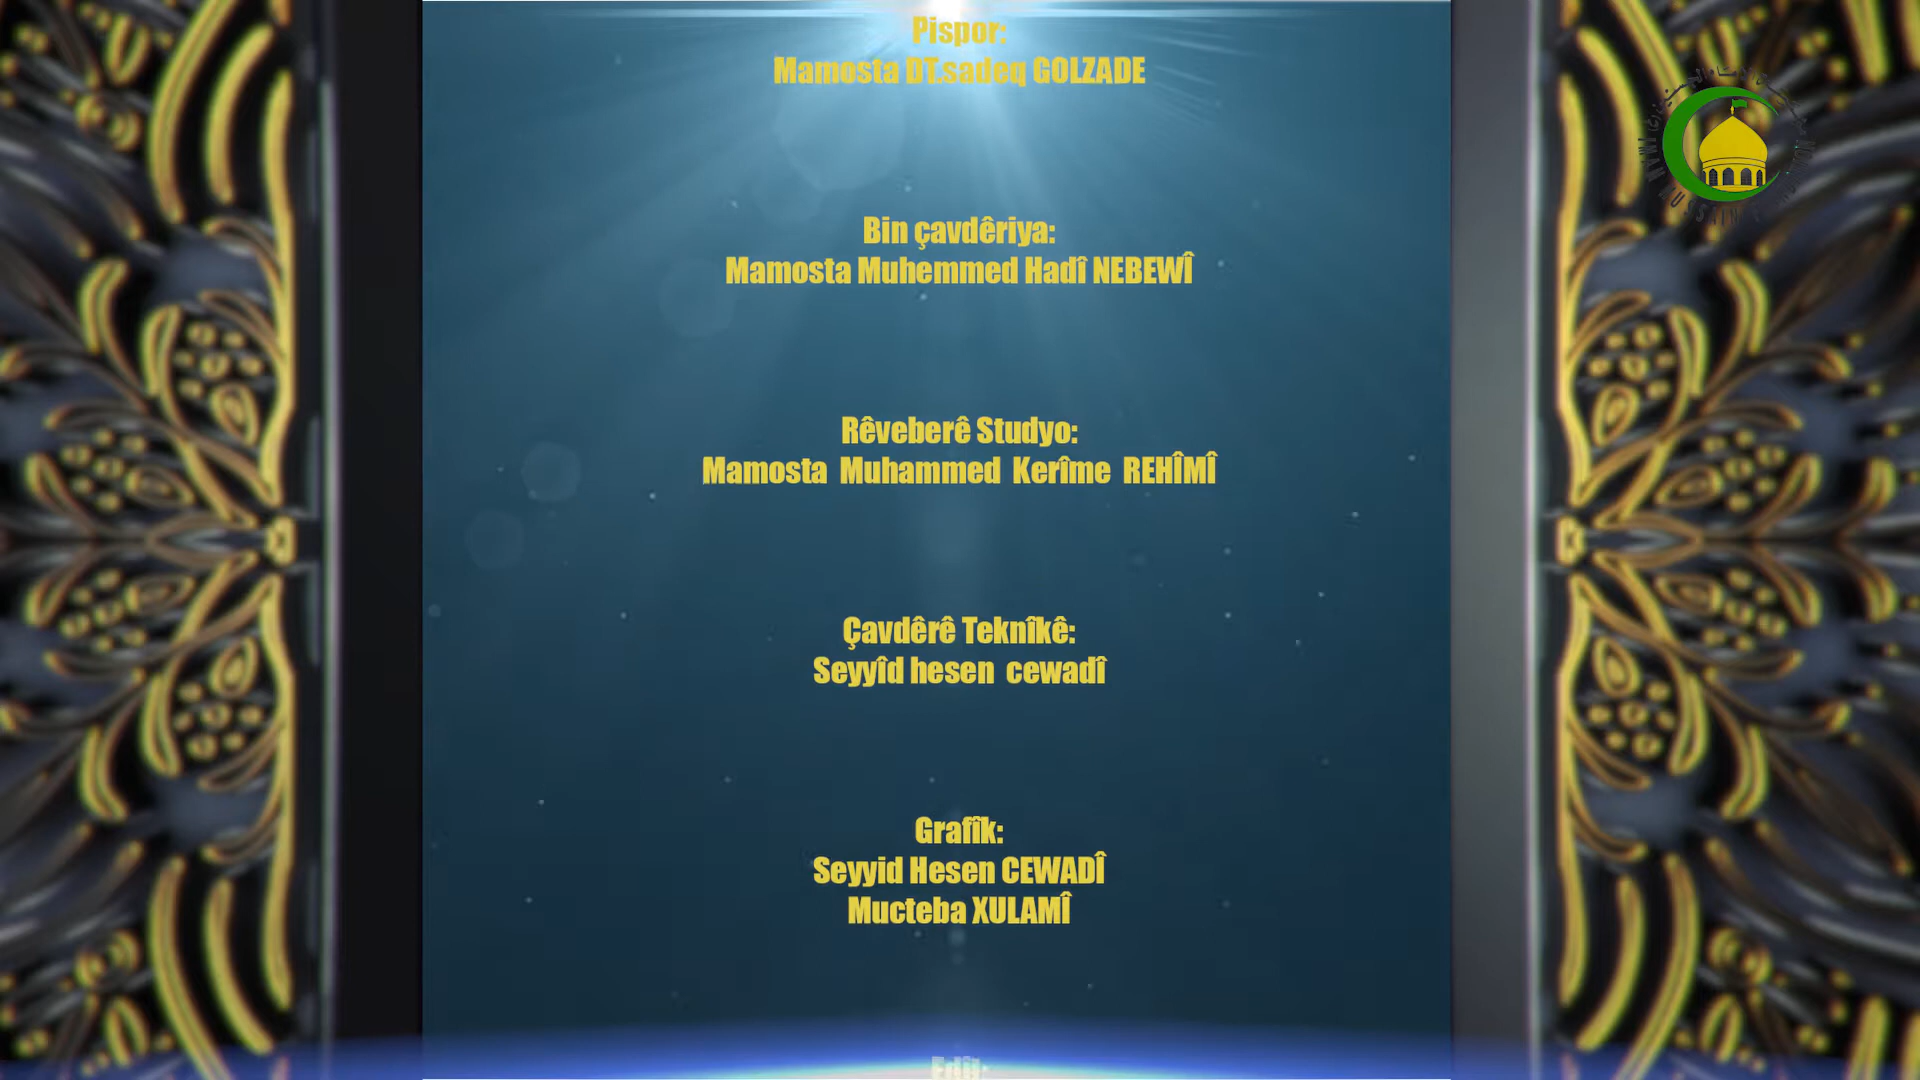 Pispor:
Mamosta DT.sadeq GOLZADE
Bin çavdêriya:
Mamosta Muhemmed Hadî NEBEWÎ
Rêveberê Studyo:
Mamosta Muhammed Kerîme REHÎMÎ
Çavdêrê Teknîkê:
Seyyîd hesen cewadî
Grafîk:
Seyyid Hesen CEWADÎ
Mucteba XULAMÎ
Edit: